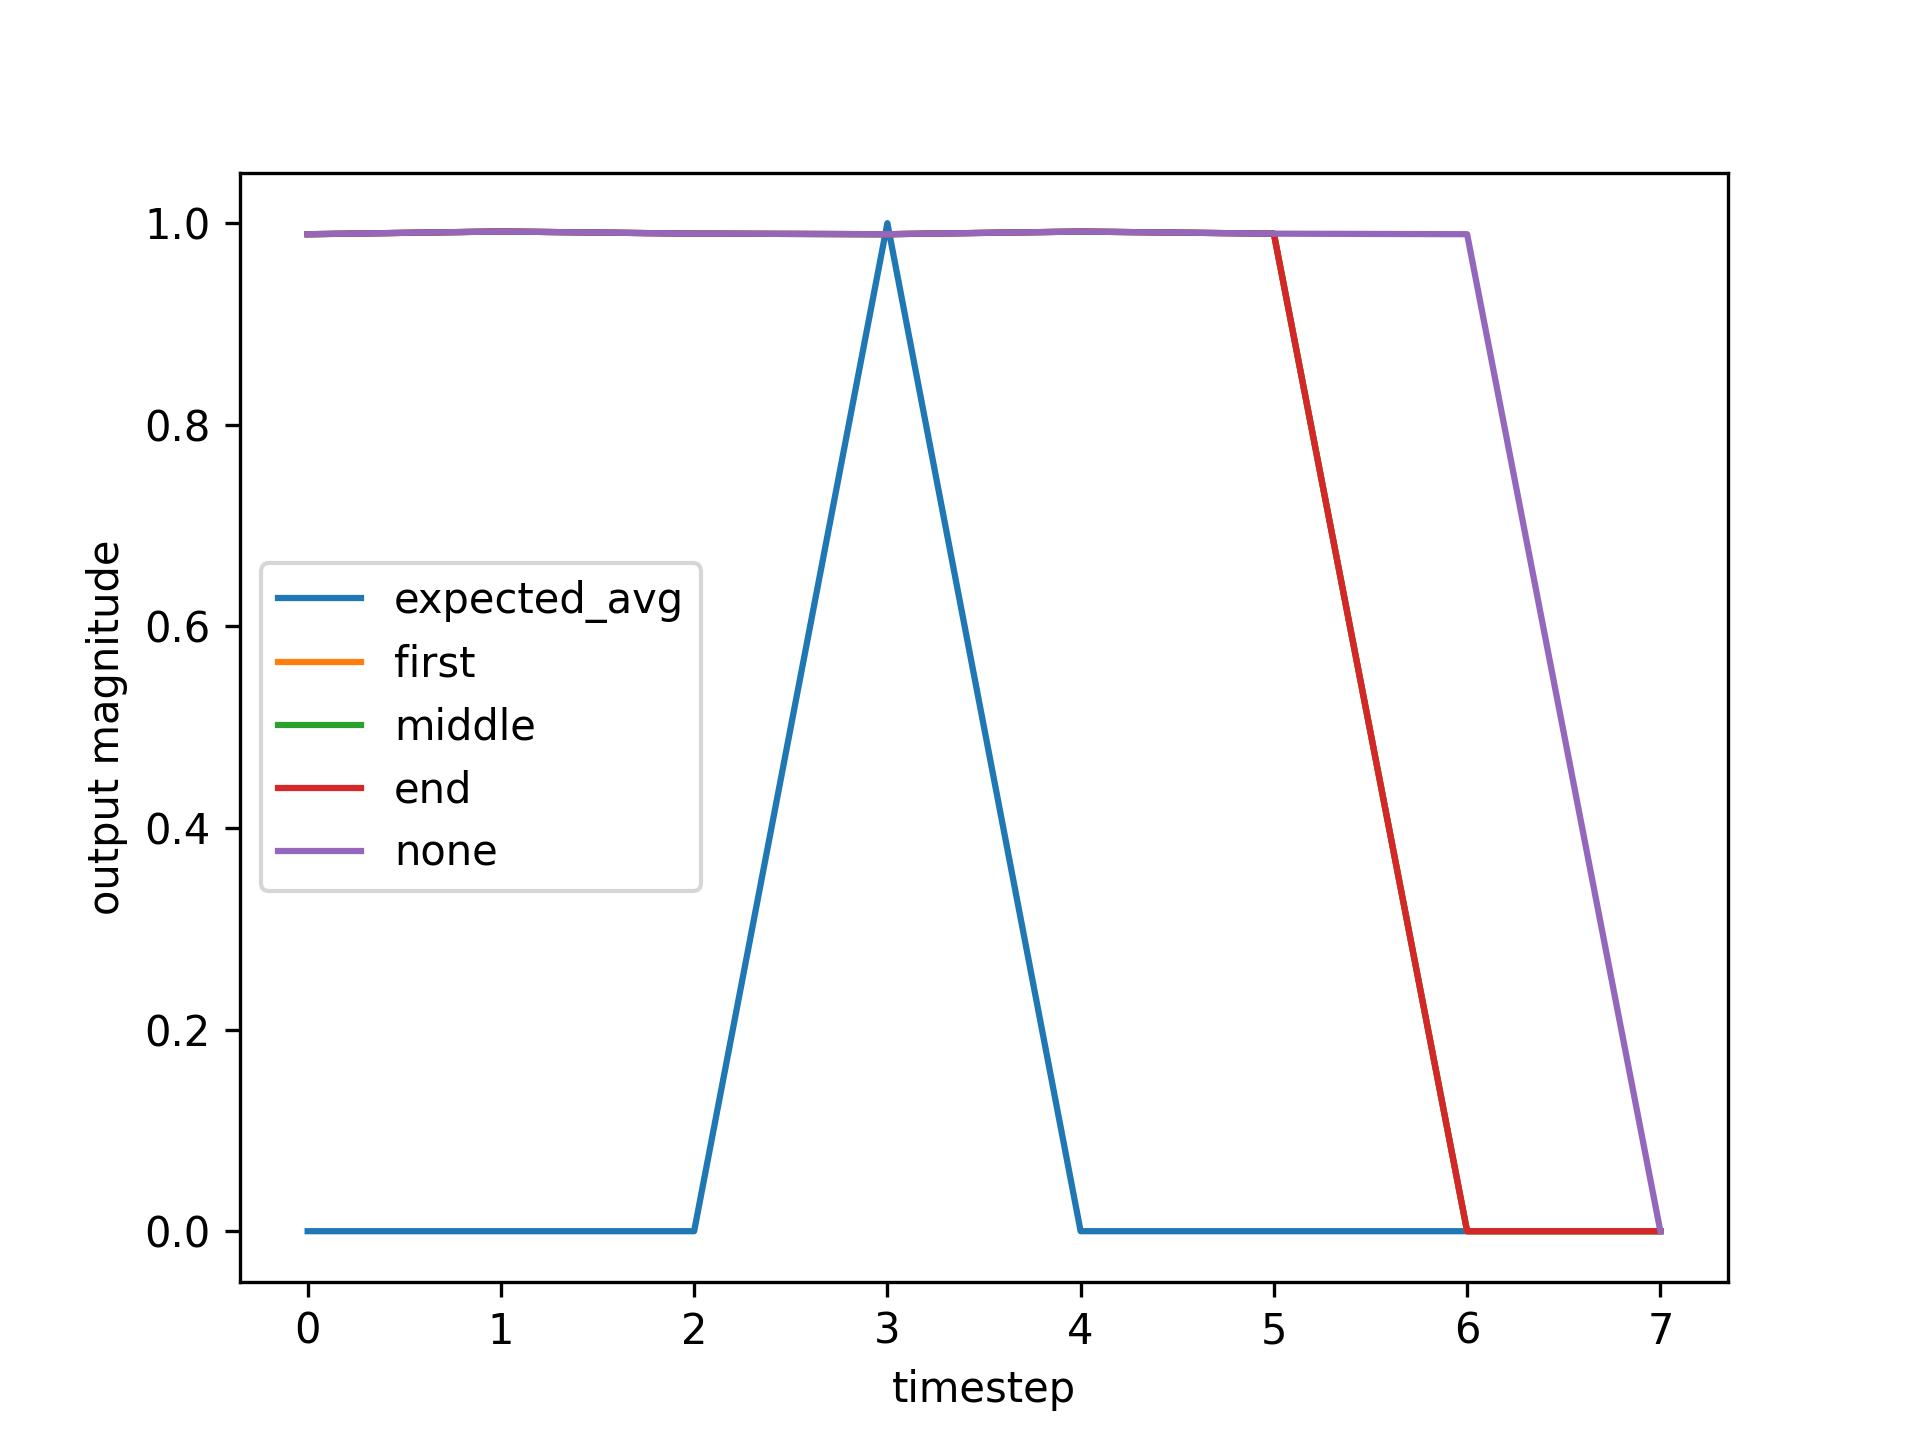 1.0
0.8
0.6
0.4
0.2
0.0
output magnitude
expected_avg
first
middle
end
none
0 1 2 3 4 5 6 7
timestep